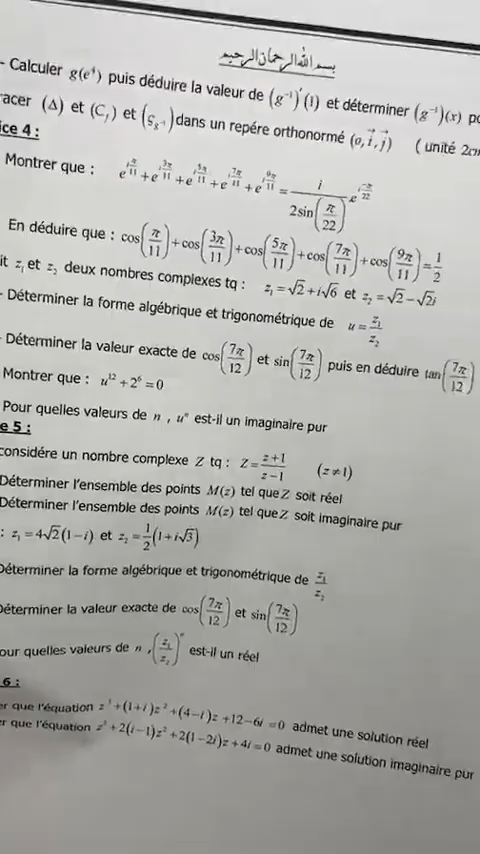 بسم الله الرحمان الرحيم
- Calculer g(e⁴) puis déduire la valeur de (g⁻¹)′(1) et déterminer (g⁻¹)(x)
racer (Δ) et (C_f) et (C_g⁻¹) dans un repére orthonormé (o, i⃗, j⃗) ( unité 2cm
ice 4 :
Montrer que : e^(iπ/11) + e^(i3π/11) + e^(i5π/11) + e^(i7π/11) + e^(i9π/11) = i / (2sin(π/22))
En déduire que : cos(π/11) + cos(3π/11) + cos(5π/11) + cos(7π/11) + cos(9π/11) = 1/2
it z₁ et z₂ deux nombres complexes tq : z₁ = √2 + i√6 et z₂ = √2 − √2i
- Déterminer la forme algébrique et trigonométrique de u = z₁/z₂
- Déterminer la valeur exacte de cos(7π/12) et sin(7π/12) puis en déduire tan(7π/12)
Montrer que : u¹² + 2⁶ = 0
Pour quelles valeurs de n , uⁿ est-il un imaginaire pur
e 5 :
considére un nombre complexe Z tq : Z = (z+1)/(z−1) (z ≠ 1)
Déterminer l'ensemble des points M(z) tel que Z soit réel
Déterminer l'ensemble des points M(z) tel que Z soit imaginaire pur
: z₁ = 4√2(1−i) et z₂ = 1/2(1+i√3)
Déterminer la forme algébrique et trigonométrique de z₁/z₂
Déterminer la valeur exacte de cos(7π/12) et sin(7π/12)
our quelles valeurs de n , (z₁/z₂)ⁿ est-il un réel
6 :
er que l'équation z³ + (1+i)z² + (4−i)z + 12−6i = 0 admet une solution réel
er que l'équation z³ + 2(i−1)z² + 2(1−2i)z + 4i = 0 admet une solution imaginaire pur